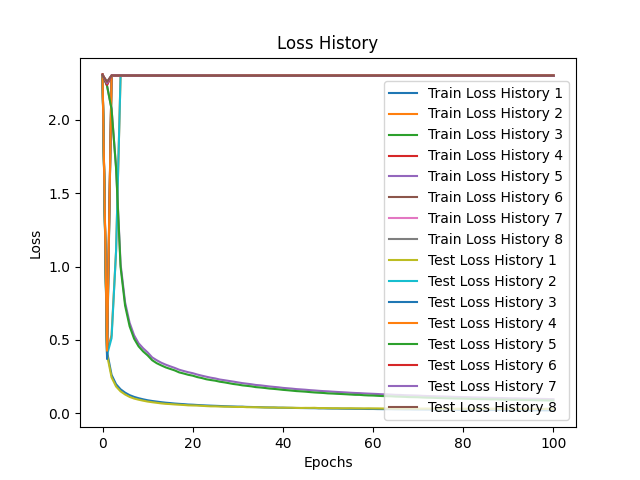 Loss History
2.0
1.5
1.0
0.5
0.0
Loss
0
20
40
60
80
100
Epochs
Train Loss History 1
Train Loss History 2
Train Loss History 3
Train Loss History 4
Train Loss History 5
Train Loss History 6
Train Loss History 7
Train Loss History 8
Test Loss History 1
Test Loss History 2
Test Loss History 3
Test Loss History 4
Test Loss History 5
Test Loss History 6
Test Loss History 7
Test Loss History 8